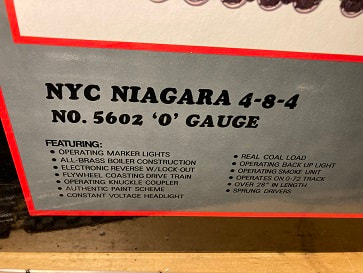 NYC NIAGARA 4-8-4
NO. 5602 'O' GAUGE
FEATURING:
• OPERATING MARKER LIGHTS
• ALL-BRASS BOILER CONSTRUCTION
• ELECTRONIC REVERSE W/LOCK-OUT
• FLYWHEEL COASTING DRIVE TRAIN
• OPERATING KNUCKLE COUPLER
• AUTHENTIC PAINT SCHEME
• CONSTANT VOLTAGE HEADLIGHT
• REAL COAL LOAD
• OPERATING BACK UP LIGHT
• OPERATING SMOKE UNIT
• OPERATES ON 0-72 TRACK
• OVER 28" IN LENGTH
• SPRUNG DRIVERS